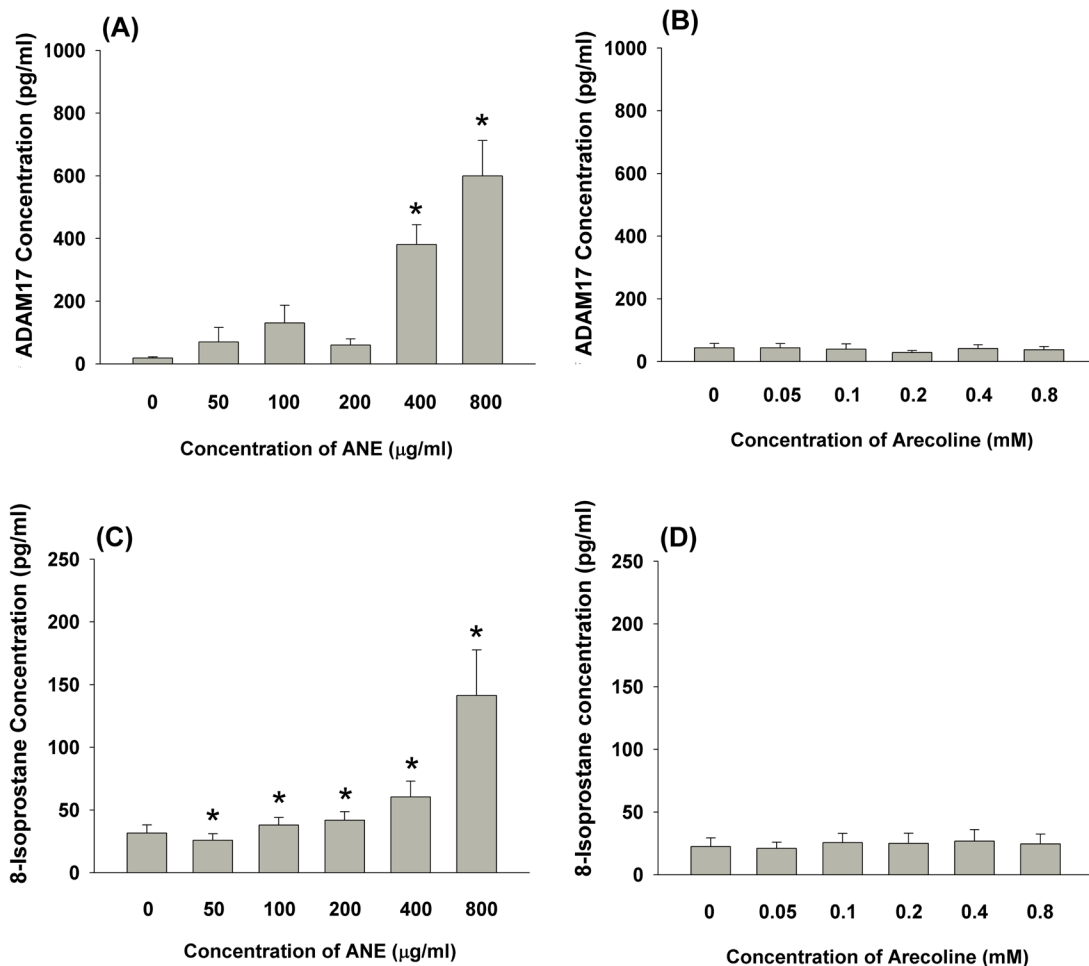 (A)
ADAM17 Concentration (pg/ml)
1000
800
600
400
200
0
*
*
0 50 100 200 400 800
Concentration of ANE (μg/ml)
(B)
ADAM17 Concentration (pg/ml)
1000
800
600
400
200
0
0 0.05 0.1 0.2 0.4 0.8
Concentration of Arecoline (mM)
(C)
8-Isoprostane Concentration (pg/ml)
250
200
150
100
50
0
* * * * *
0 50 100 200 400 800
Concentration of ANE (μg/ml)
(D)
8-Isoprostane concentration (pg/ml)
250
200
150
100
50
0
0 0.05 0.1 0.2 0.4 0.8
Concentration of Arecoline (mM)